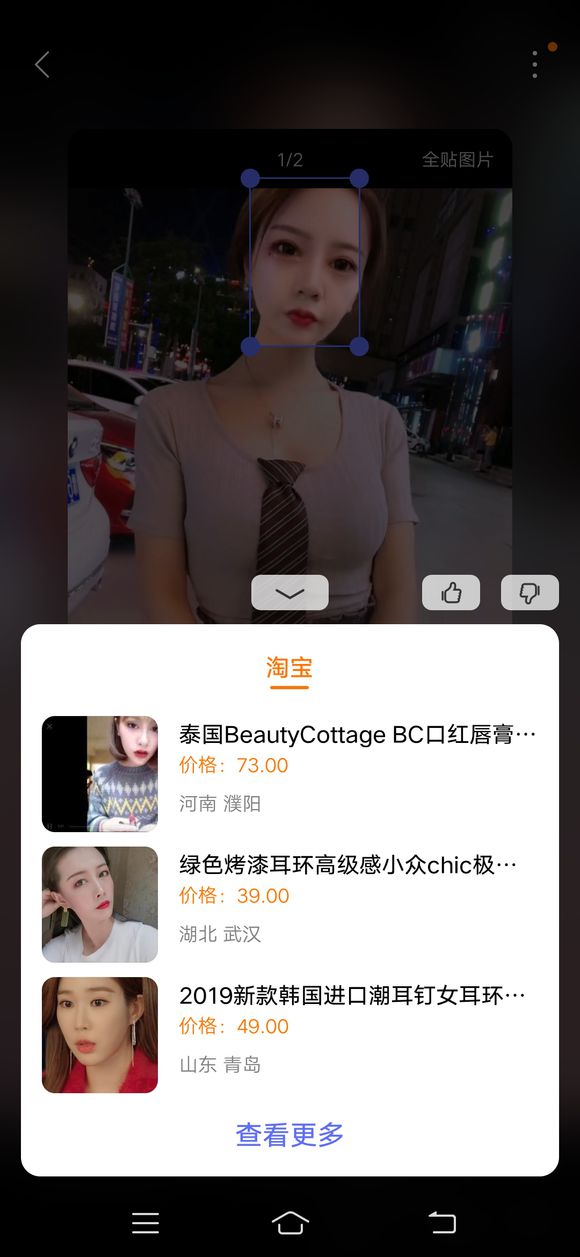 1/2
全贴图片
淘宝
泰国BeautyCottage BC口红唇膏…
价格：73.00
河南 濮阳
绿色烤漆耳环高级感小众chic极…
价格：39.00
湖北 武汉
2019新款韩国进口潮耳钉女耳环…
价格：49.00
山东 青岛
查看更多